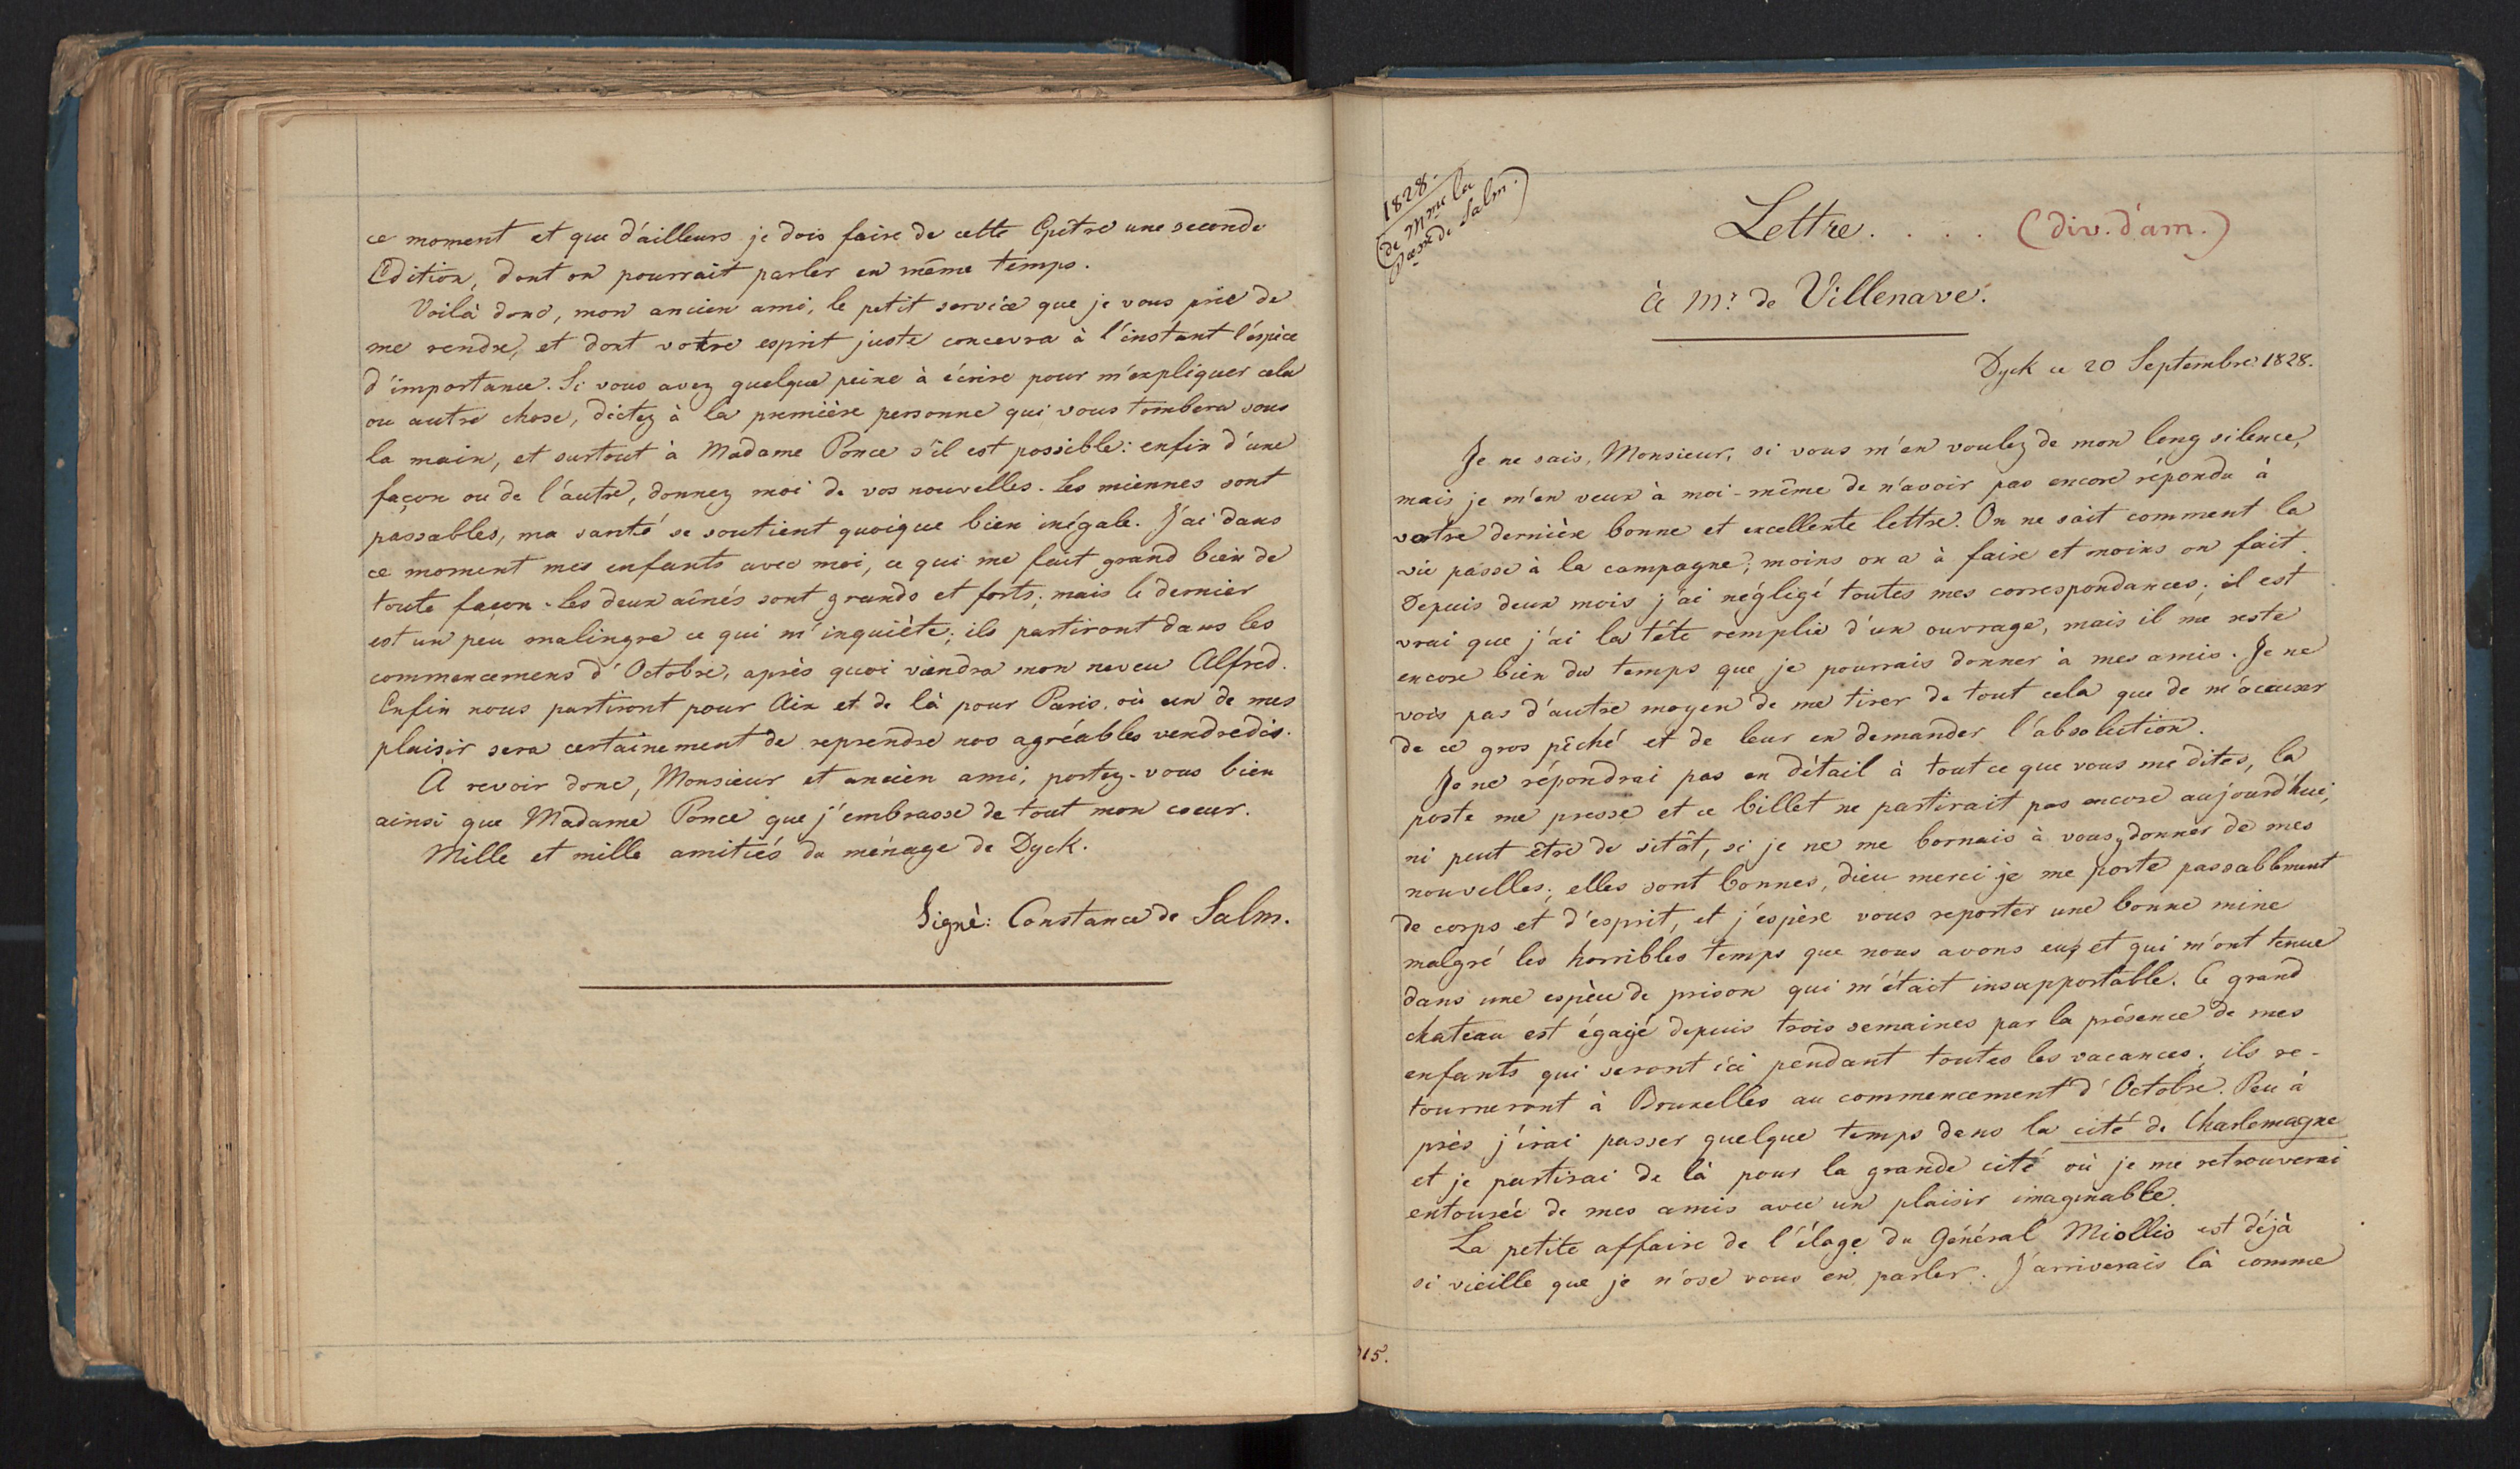 ce moment et que d'ailleurs je dois faire de cette Epître une seconde
Edition, dont on pourrait parler en même temps.
Voilà donc, mon ancien ami, le petit service que je vous prie de
me rendre, et dont votre esprit juste concevra à l'instant l'éspèce
d'importance. Si vous avez quelque peine à écrire pour m'expliquer cela
ou autre chose, dictez à la première personne qui vous tombera sous
la main, et surtout à Madame Ponce s'il est possible: enfin d'une
façon ou de l'autre, donnez moi de vos nouvelles. Les miennes sont
passables, ma santé se soutient quoique bien inégale. J'ai dans
ce moment mes enfants avec moi, ce qui me fait grand bien de
toute façon. Les deux aînés sont grands et forts; mais le dernier
est un peu malingre ce qui m'inquiète; ils partiront dans les
commencemens d'Octobre, après quoi viendra mon neveu Alfred.
Enfin nous partiront pour Aix et de là pour Paris, où un de mes
plaisir sera certainement de reprendre nos agréables vendredis.
À revoir donc, Monsieur et ancien ami, portez-vous bien
ainsi que Madame Ponce que j'embrasse de tout mon coeur.
Mille et mille amitiés du ménage de Dyck.
Signé: Constance de Salm.
1828.
(de Mme la
Pcesse de Salm.)
Lettre.... (div. d'am.)
à Mr. de Villenave.
Dyck ce 20 Septembre 1828.
Je ne sais, Monsieur, si vous m'en voulez de mon long silence,
mais je m'en veux à moi-même de n'avoir pas encore répondu à
votre dernière bonne et excellente lettre. On ne sait comment la
vie passe à la campagne; moins on a à faire et moins on fait.
Depuis deux mois j'ai négligé toutes mes correspondances; il est
vrai que j'ai la tête remplie d'un ouvrage, mais il me reste
encore bien du temps que je pourrais donner à mes amis. Je ne
vois pas d'autre moyen de me tirer de tout cela que de m'accuser
de ce gros péché et de leur en demander l'absolution.
Je ne répondrai pas en détail à tout ce que vous me dites, la
poste me presse et ce billet ne partirait pas encore aujourd'hui,
ni peut être de sitôt, si je ne me bornais à vous donner de mes
nouvelles; elles sont bonnes, dieu merci je me porte passablement
de corps et d'esprit, et j'espère vous reporter une bonne mine
malgré les horribles temps que nous avons eus et qui m'ont tenue
dans une espèce de prison qui m'était insupportable. Ce grand
chateau est égayé depuis trois semaines par la présence de mes
enfants qui seront ici pendant toutes les vacances; ils re-
tourneront à Bruxelles au commencement d'Octobre. Peu à
près j'irai passer quelque temps dans la cité de Charlemagne
et je partirai de là pour la grande cité où je me retrouverai
entourée de mes amis avec un plaisir imaginable.
La petite affaire de l'éloge du Général Miollis est déjà
si vieille que je n'ose vous en parler. J'arriverais là comme
15.